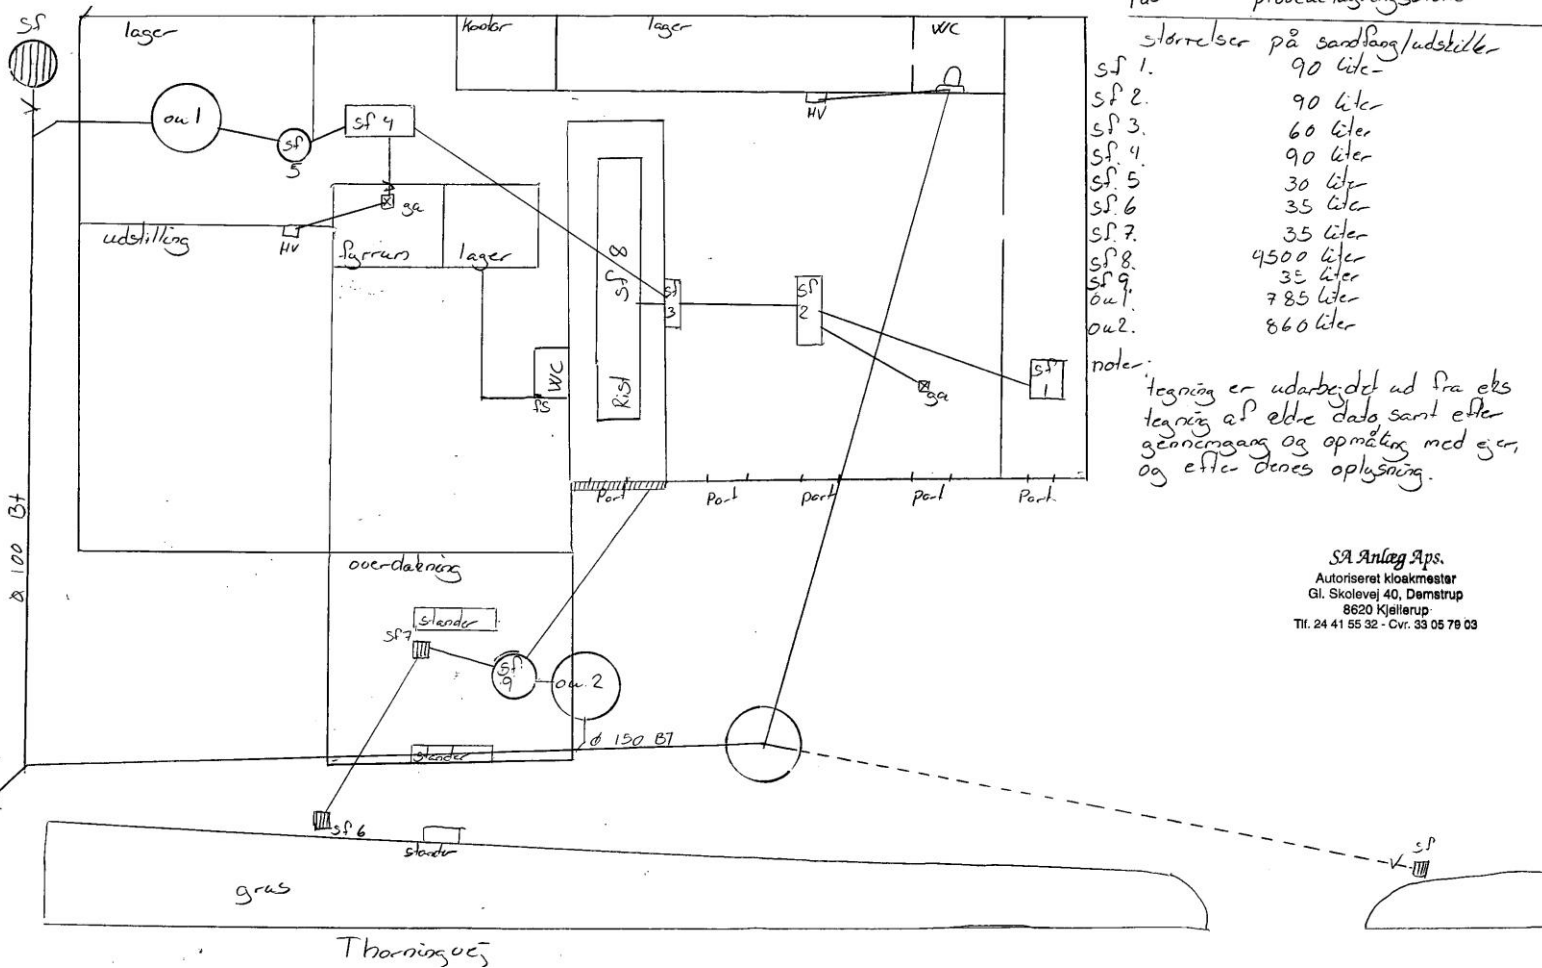 størrelser på sandfang/udskiller
sf 1. 90 liter
sf 2. 90 liter
sf 3. 60 liter
sf. 4. 90 liter
sf. 5 30 liter
sf. 6 35 liter
sf. 7. 35 liter
sf 8. 4500 liter
sf 9. 35 liter
ou 1. 785 liter
ou 2. 860 liter
noter:
tegning er udarbejdet ud fra eks
tegning af ældre dato, samt efter
gennemgang og opmåling med ejer,
og efter denes oplysning.
SA Anlæg Aps.
Autoriseret kloakmester
Gl. Skolevej 40, Demstrup
8620 Kjellerup
Tlf. 24 41 55 32 - Cvr. 33 05 79 03
sf
lager
kontor
lager
WC
ou 1
sf
5
sf 4
HV
ga
udstilling
HV
fyrrum
lager
sf 8
Rist
sf
3
sf
2
sf
1
ga
WC
fs
Port
Port
port
Port
Port.
ø 100 Bt
overdækning
stander
sf 7
sf.
9
ou. 2
ø 150 BT
stander
sf 6
stander
sf
græs
Thorningvej